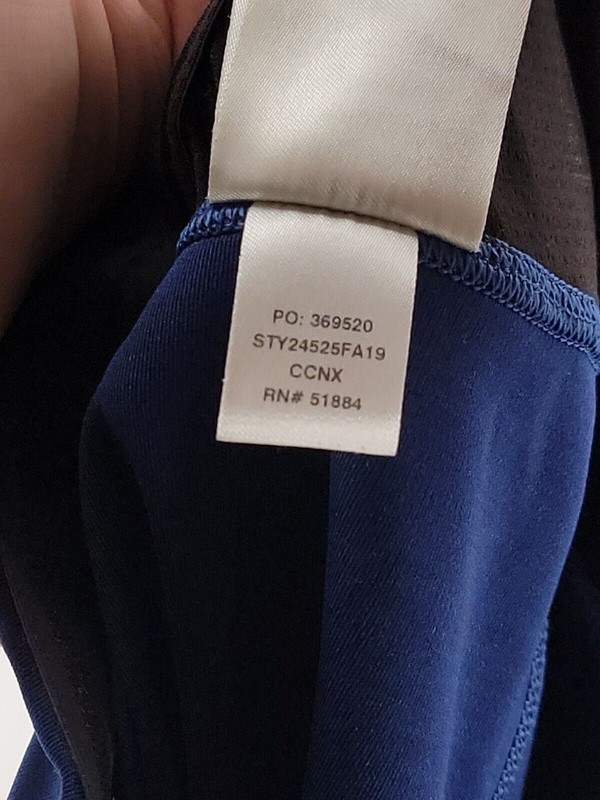 PO: 369520
STY24525FA19
CCNX
RN# 51884